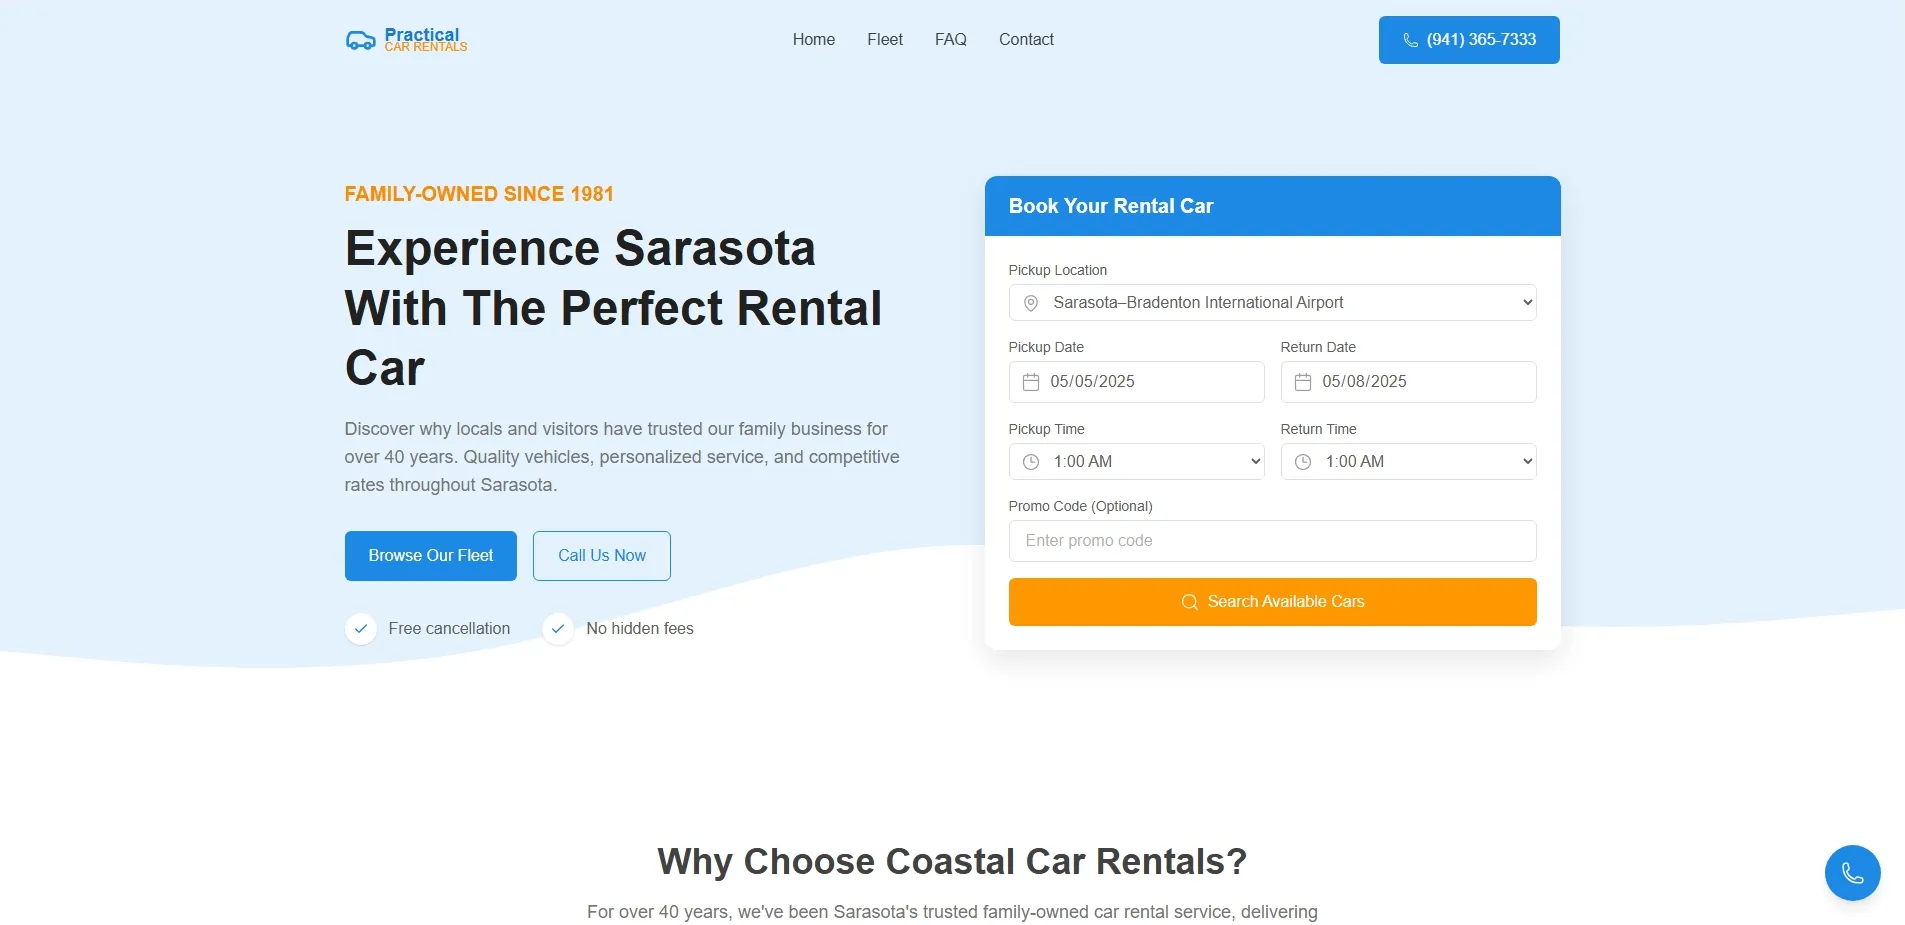 Practical
CAR RENTALS
Home
Fleet
FAQ
Contact
(941) 365-7333
FAMILY-OWNED SINCE 1981
Experience Sarasota
With The Perfect Rental
Car
Discover why locals and visitors have trusted our family business for
over 40 years. Quality vehicles, personalized service, and competitive
rates throughout Sarasota.
Browse Our Fleet
Call Us Now
Free cancellation
No hidden fees
Book Your Rental Car
Pickup Location
Sarasota–Bradenton International Airport
Pickup Date
Return Date
05/05/2025
05/08/2025
Pickup Time
Return Time
1:00 AM
1:00 AM
Promo Code (Optional)
Enter promo code
Search Available Cars
Why Choose Coastal Car Rentals?
For over 40 years, we've been Sarasota's trusted family-owned car rental service, delivering